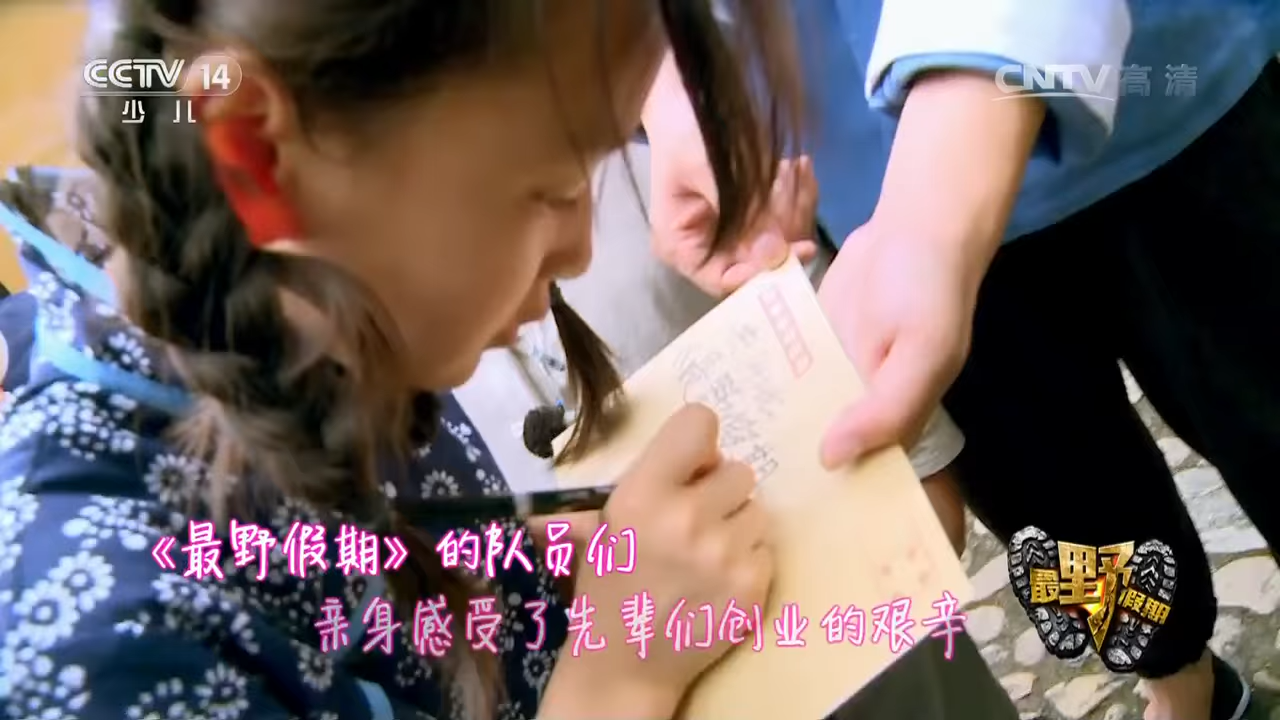 CCTV 14
少儿
CNTV高清
《最野假期》的队员们
亲身感受了先辈们创业的艰辛
最野假期